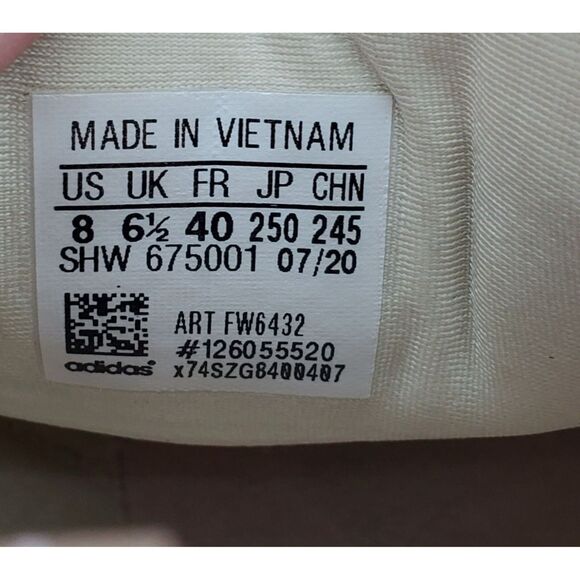 MADE IN VIETNAM
US UK FR JP CHN
8 6½ 40 250 245
SHW 675001 07/20
ART FW6432
#126055520
adidas x74SZG8400407